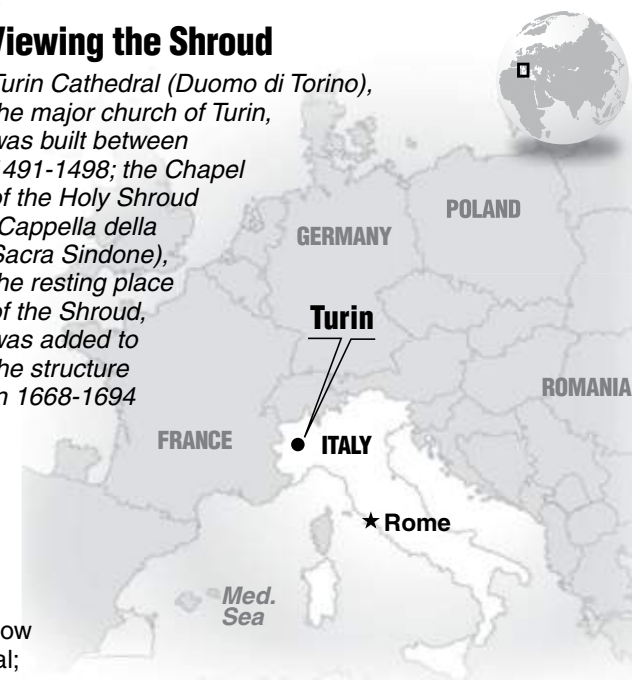 Viewing the Shroud
Turin Cathedral (Duomo di Torino),
the major church of Turin,
was built between
1491-1498; the Chapel
of the Holy Shroud
(Cappella della
Sacra Sindone),
the resting place
of the Shroud,
was added to
the structure
in 1668-1694
POLAND
GERMANY
Turin
ROMANIA
FRANCE
ITALY
Rome
Med.
Sea